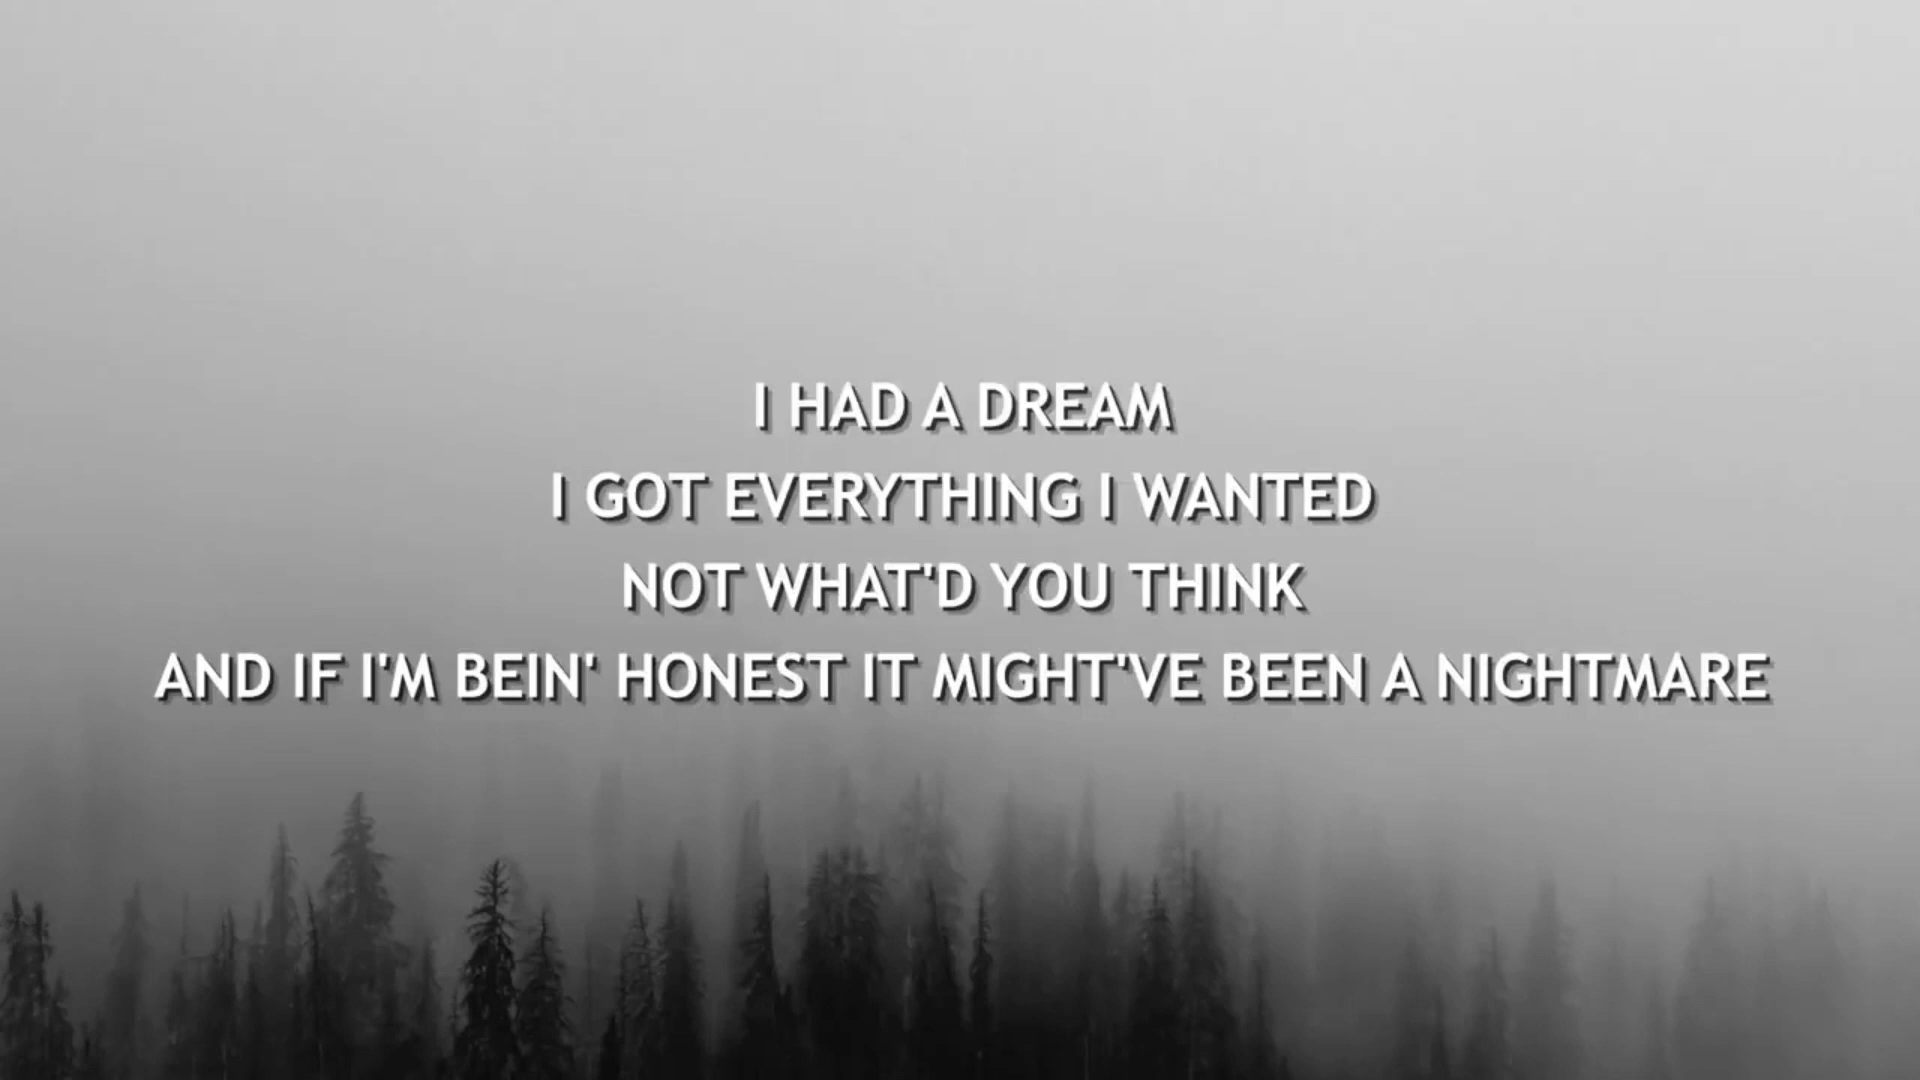 I HAD A DREAM
I GOT EVERYTHING I WANTED
NOT WHAT'D YOU THINK
AND IF I'M BEIN' HONEST IT MIGHT'VE BEEN A NIGHTMARE